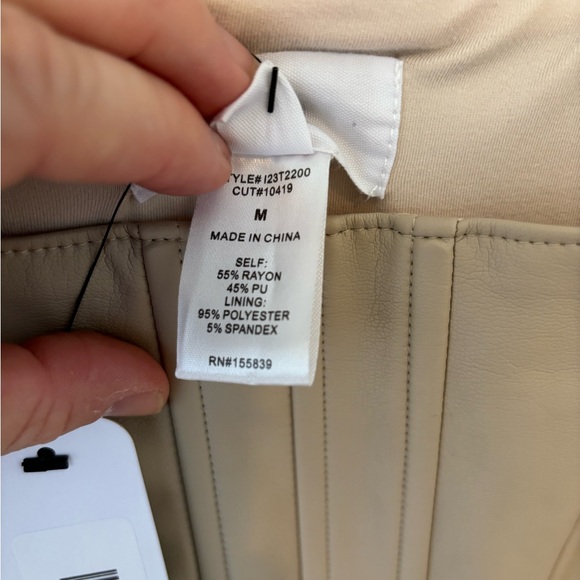 STYLE# I23T2200
CUT#10419
M
MADE IN CHINA
SELF:
55% RAYON
45% PU
LINING:
95% POLYESTER
5% SPANDEX
RN#155839